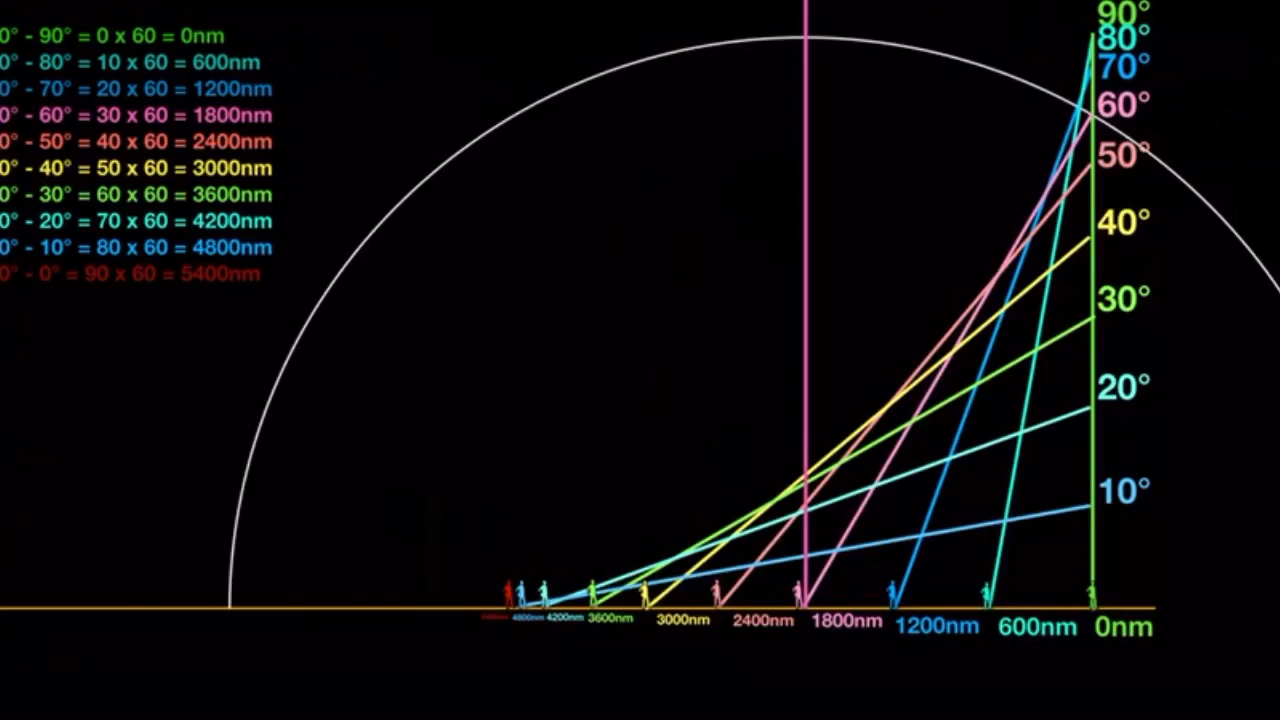 0° - 90° = 0 x 60 = 0nm
0° - 80° = 10 x 60 = 600nm
0° - 70° = 20 x 60 = 1200nm
0° - 60° = 30 x 60 = 1800nm
0° - 50° = 40 x 60 = 2400nm
0° - 40° = 50 x 60 = 3000nm
0° - 30° = 60 x 60 = 3600nm
0° - 20° = 70 x 60 = 4200nm
0° - 10° = 80 x 60 = 4800nm
0° - 0° = 90 x 60 = 5400nm
90°
80°
70°
60°
50°
40°
30°
20°
10°
4800nm 4200nm 3600nm 3000nm 2400nm 1800nm 1200nm 600nm 0nm